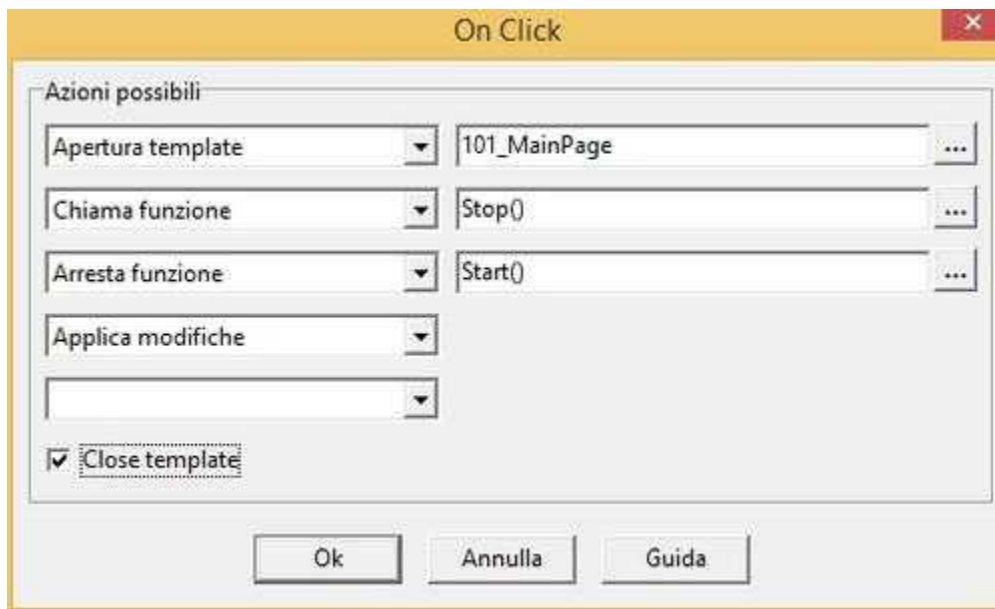 On Click
Azioni possibili
Apertura template 101_MainPage ...
Chiama funzione Stop() ...
Arresta funzione Start() ...
Applica modifiche
Close template
Ok Annulla Guida